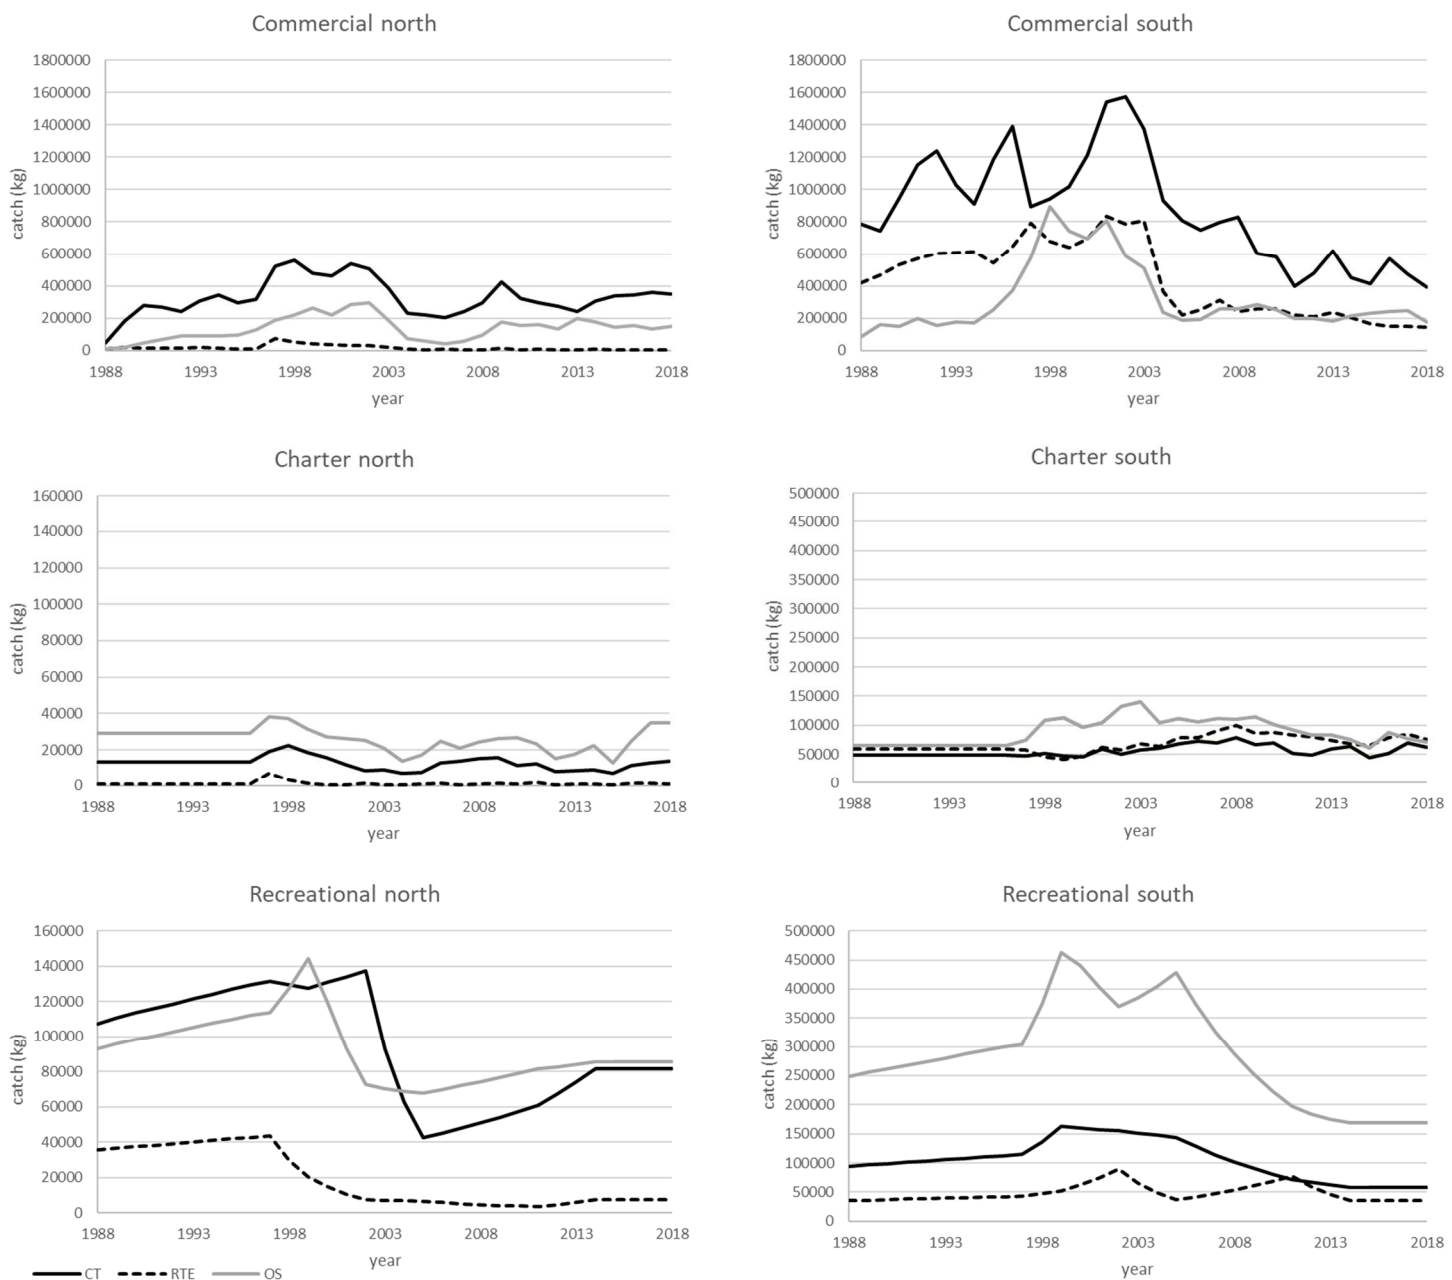 Commercial north
1800000
1600000
1400000
1200000
1000000
800000
600000
400000
200000
0
catch (kg)
1988 1993 1998 2003 2008 2013 2018
year
Commercial south
1800000
1600000
1400000
1200000
1000000
800000
600000
400000
200000
0
catch (kg)
1988 1993 1998 2003 2008 2013 2018
year
Charter north
160000
140000
120000
100000
80000
60000
40000
20000
0
catch (kg)
1988 1993 1998 2003 2008 2013 2018
year
Charter south
500000
450000
400000
350000
300000
250000
200000
150000
100000
50000
0
catch (kg)
1988 1993 1998 2003 2008 2013 2018
year
Recreational north
160000
140000
120000
100000
80000
60000
40000
20000
0
catch (kg)
1988 1993 1998 2003 2008 2013 2018
year
Recreational south
500000
450000
400000
350000
300000
250000
200000
150000
100000
50000
0
catch (kg)
1988 1993 1998 2003 2008 2013 2018
year
CT RTE OS